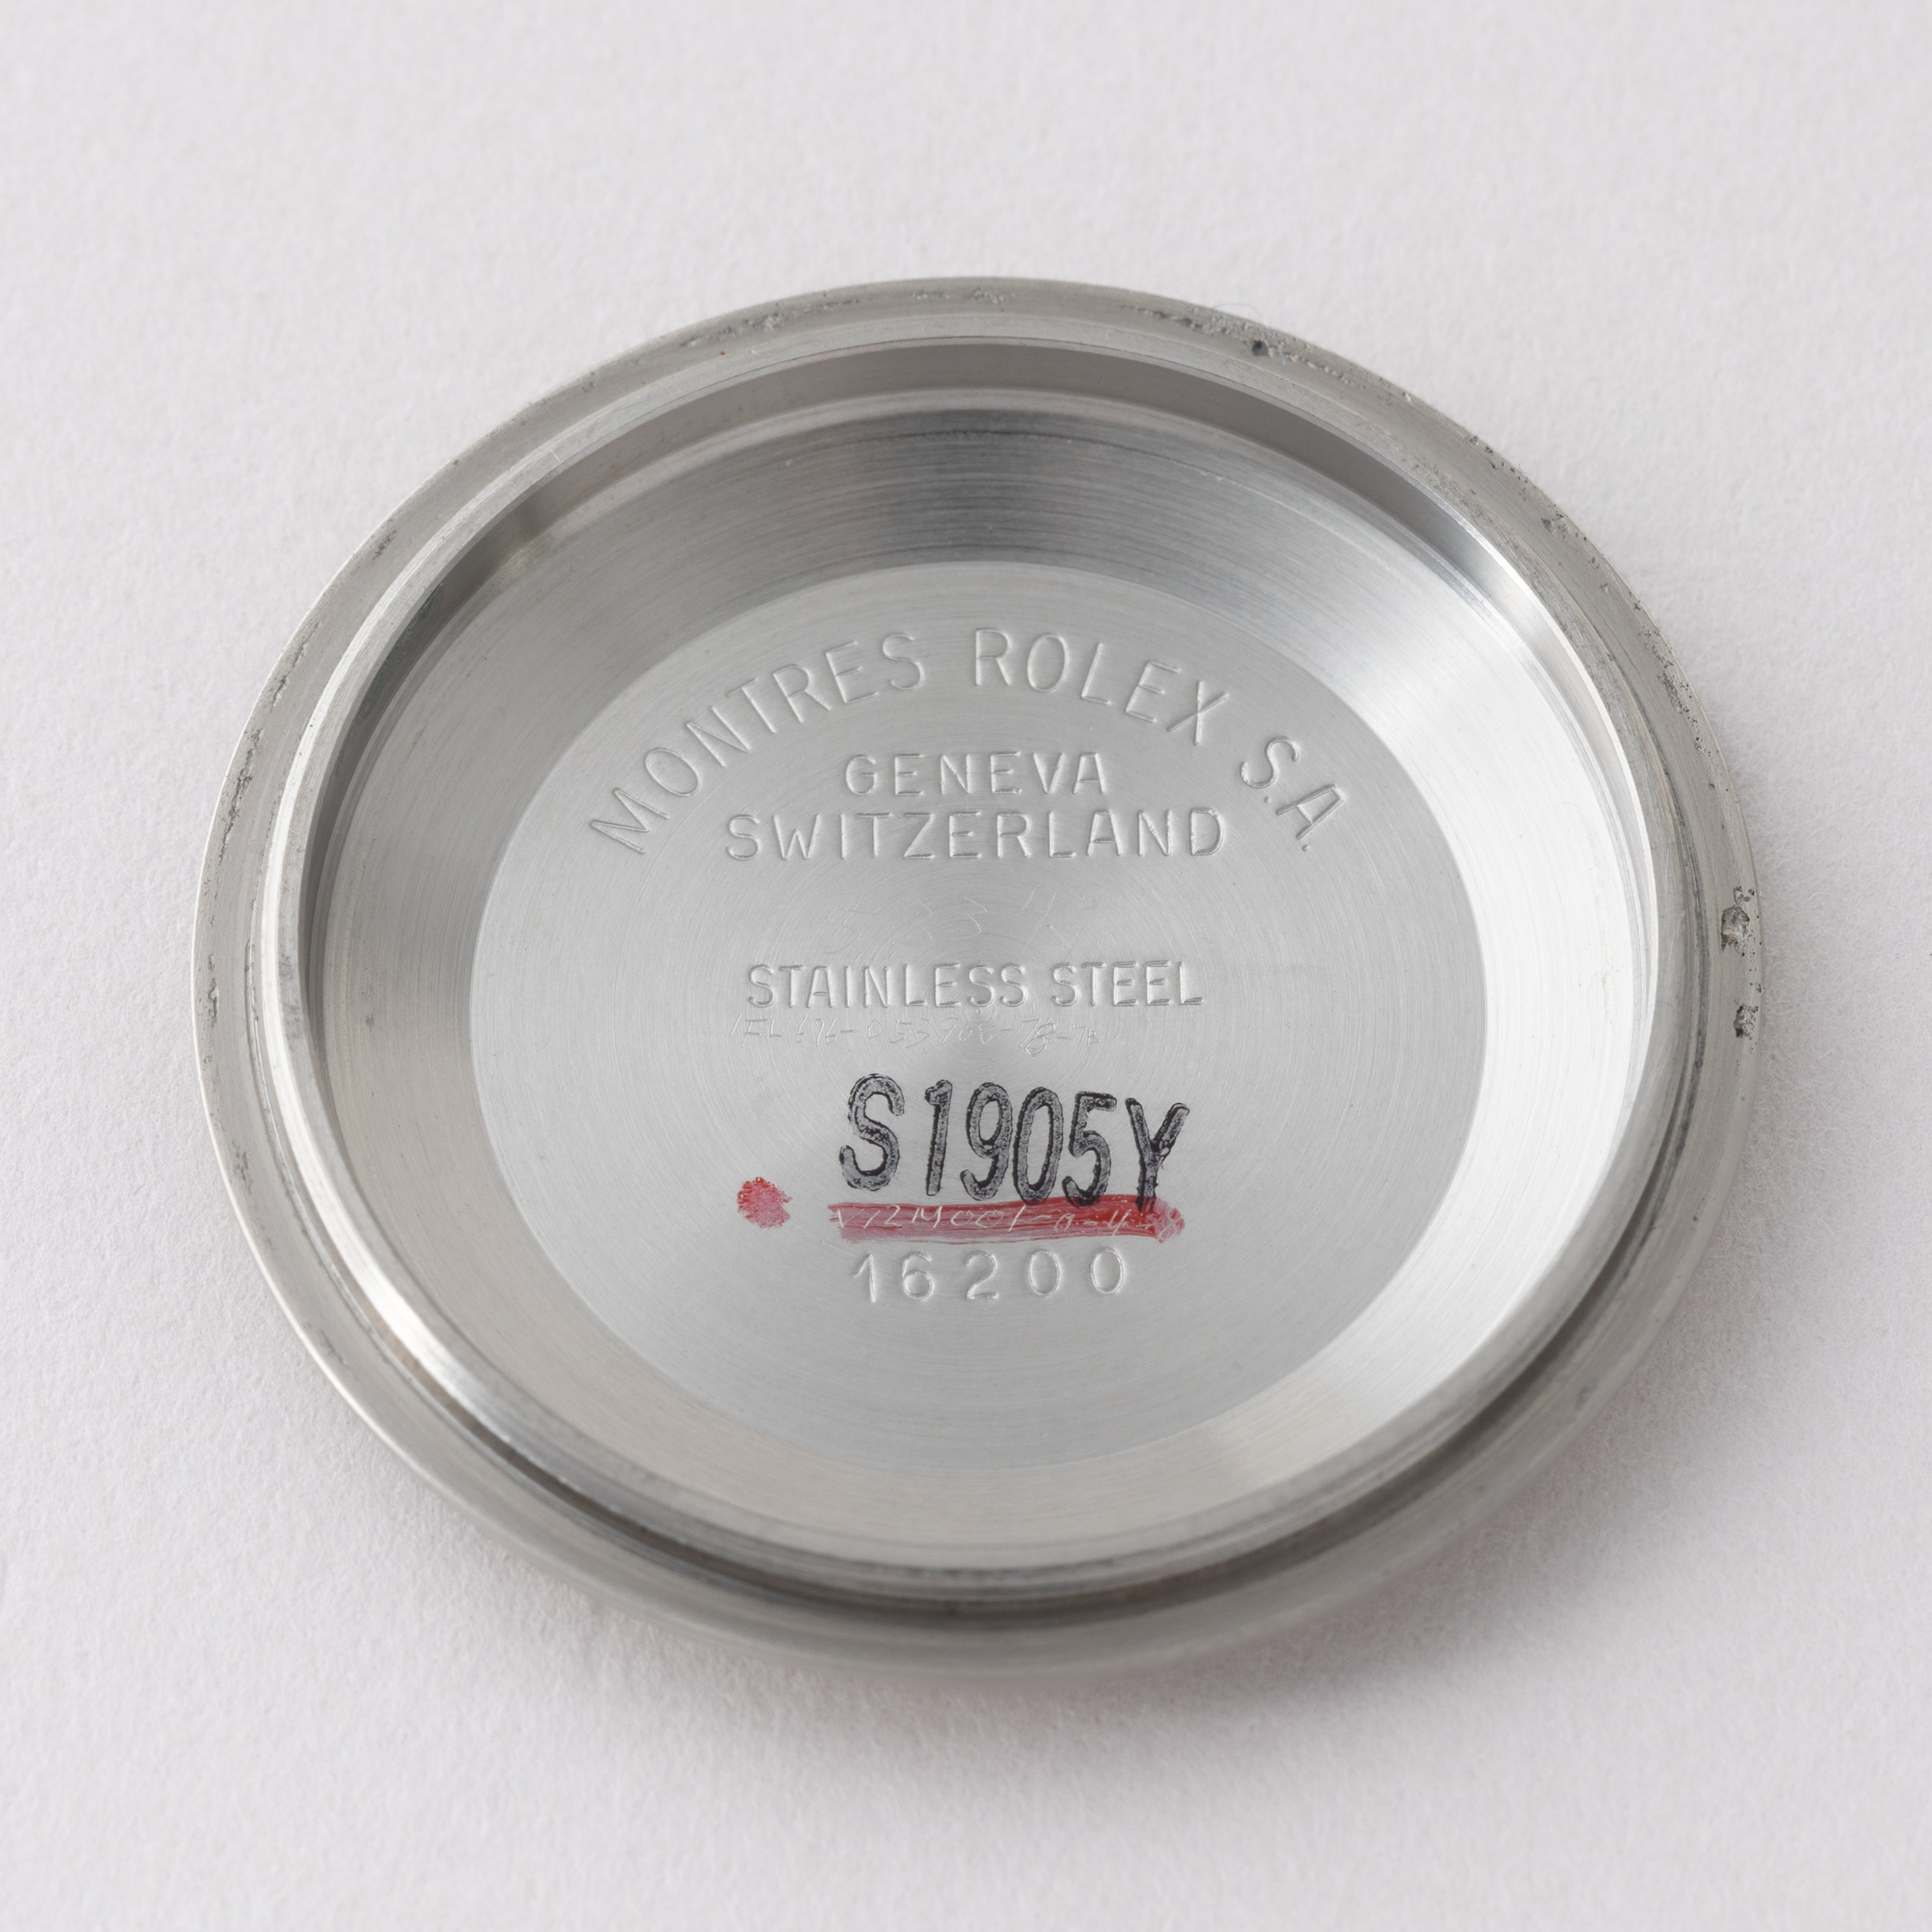 MONTRES ROLEX S.A.
GENEVA
SWITZERLAND
STAINLESS STEEL
S1905Y
16200